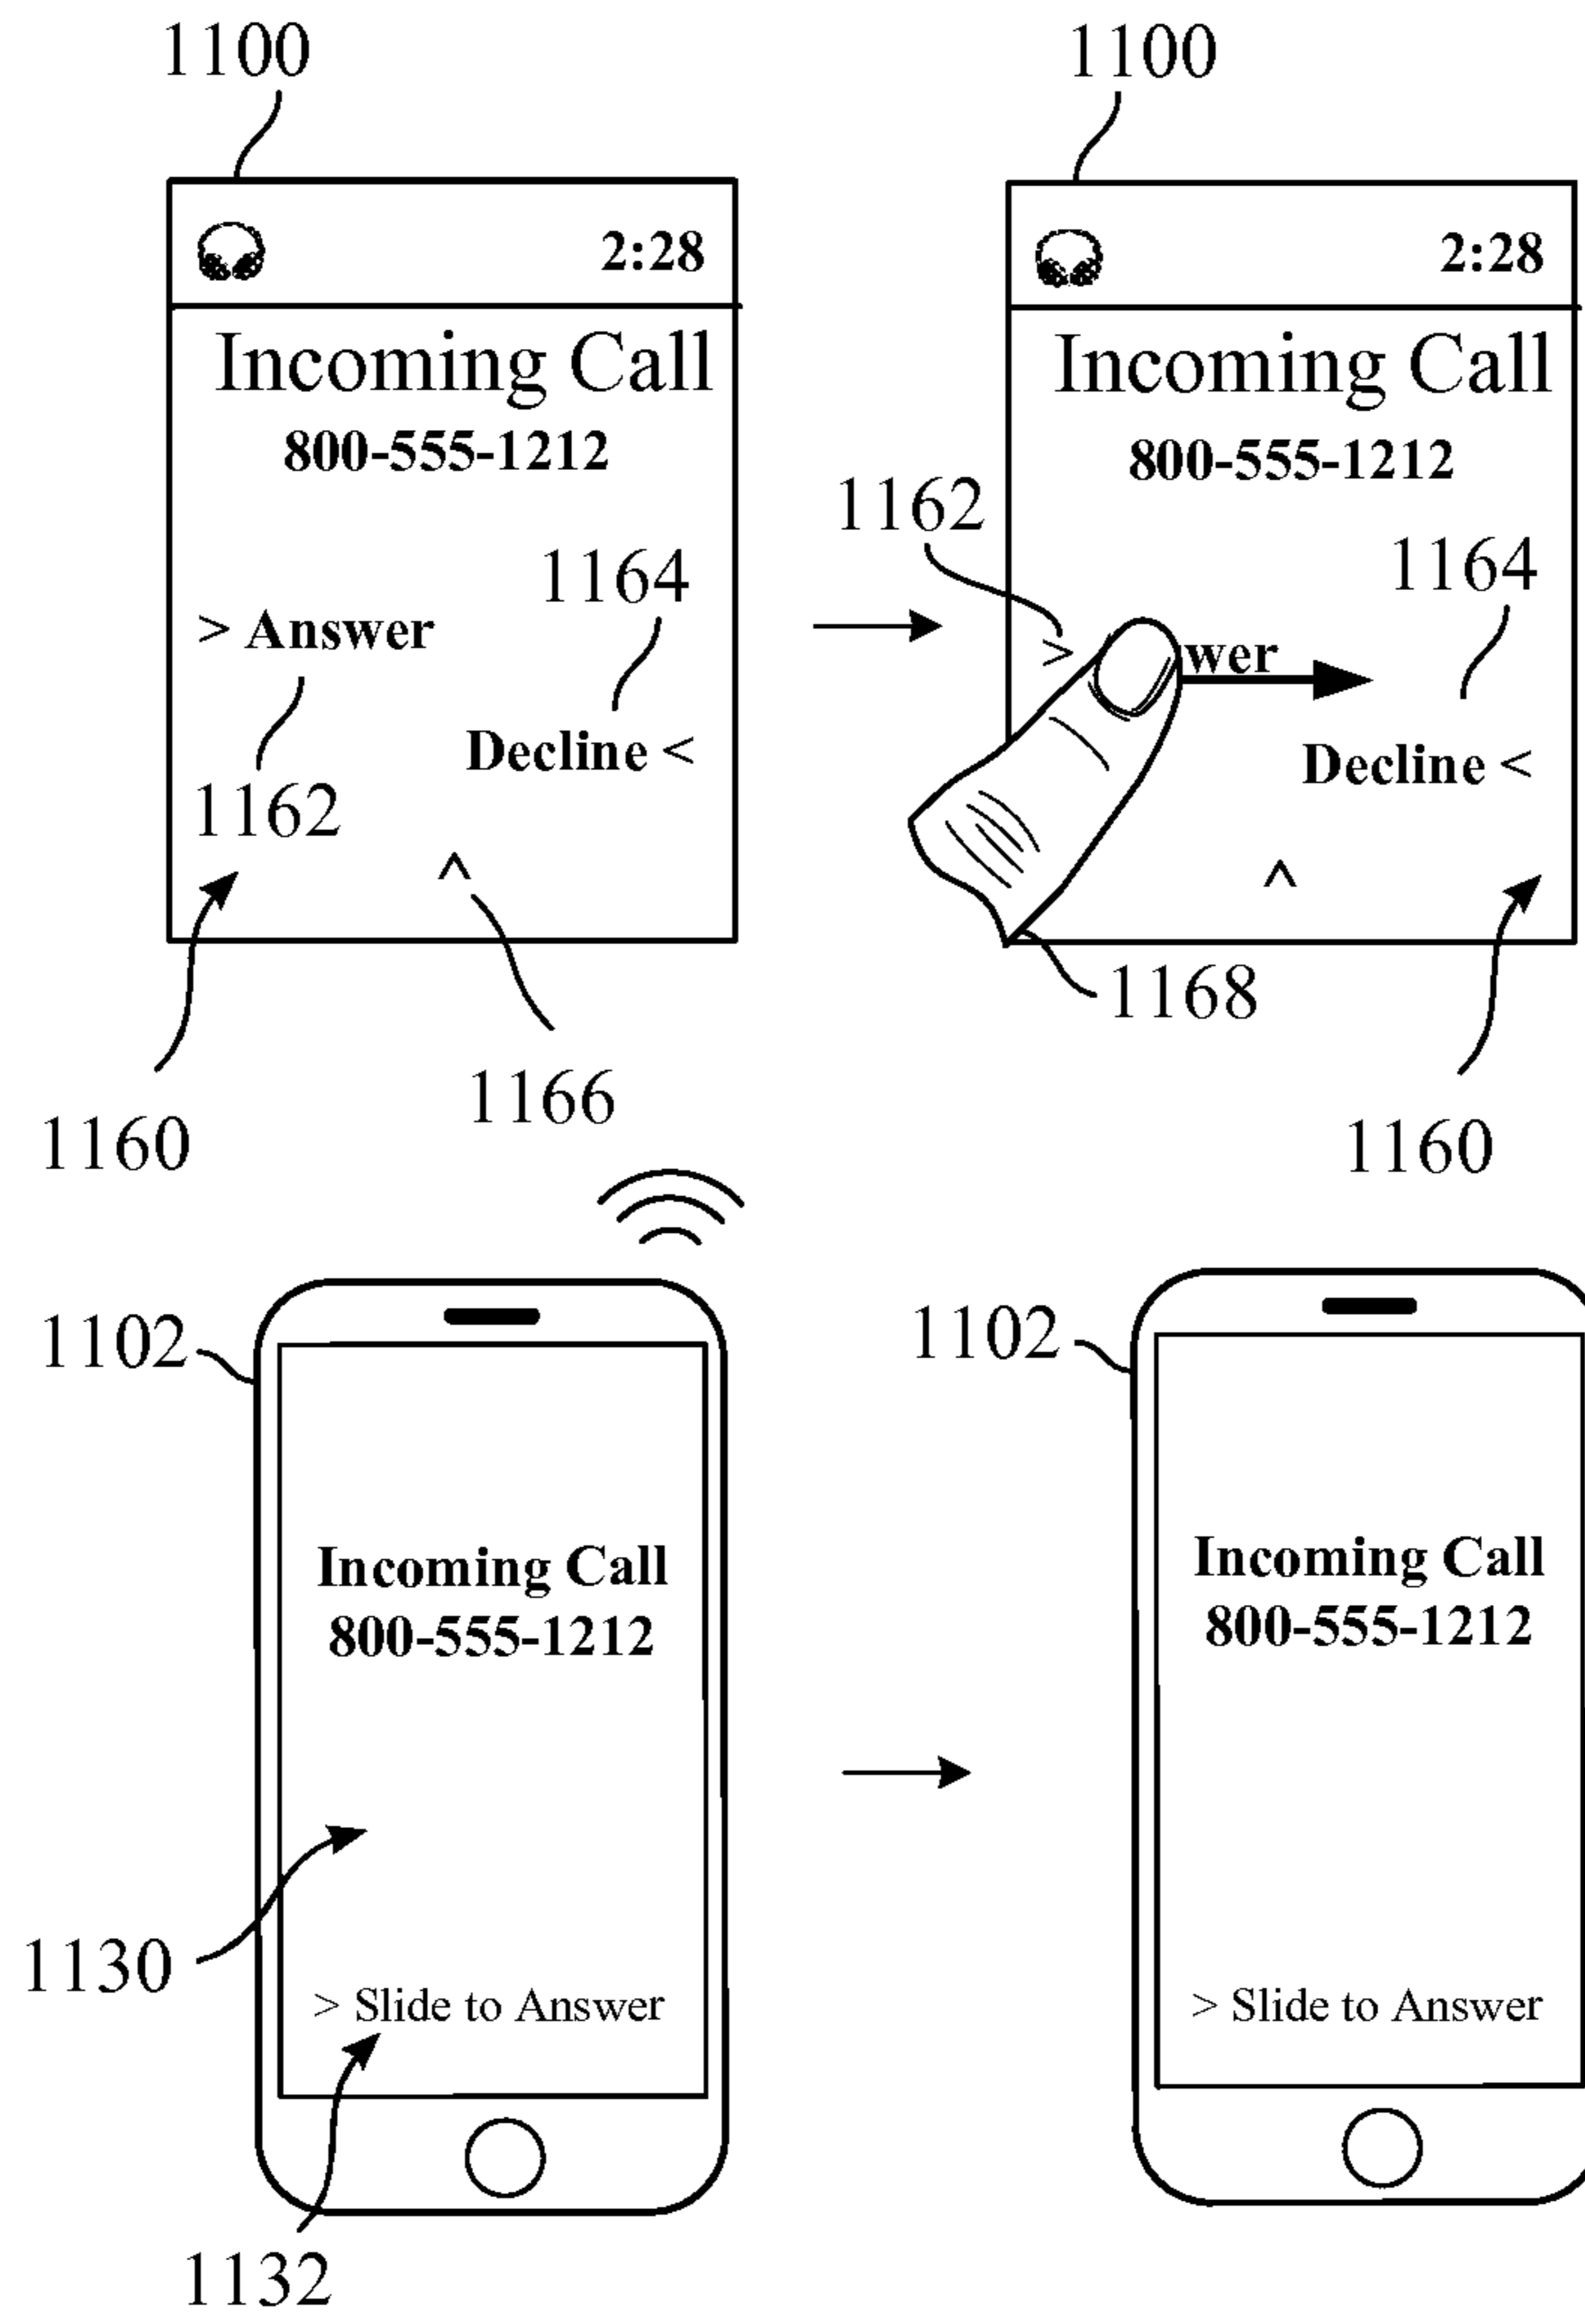 1100
1100
2:28
2:28
Incoming Call
800-555-1212
Incoming Call
800-555-1212
1162
1164
1164
> Answer
> wer
Decline <
Decline <
1162
^
^
1168
1166
1160
1160
1102
1102
Incoming Call
800-555-1212
Incoming Call
800-555-1212
1130
> Slide to Answer
> Slide to Answer
1132